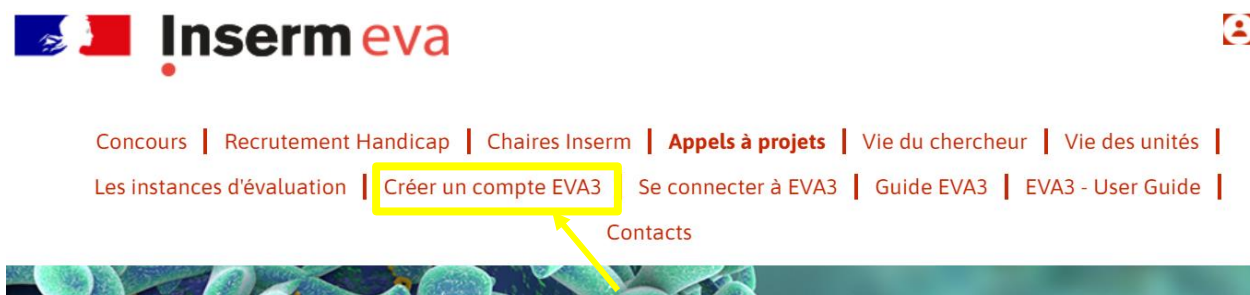 Inserm eva
Concours | Recrutement Handicap | Chaires Inserm | Appels à projets | Vie du chercheur | Vie des unités |
Les instances d'évaluation | Créer un compte EVA3 | Se connecter à EVA3 | Guide EVA3 | EVA3 - User Guide |
Contacts